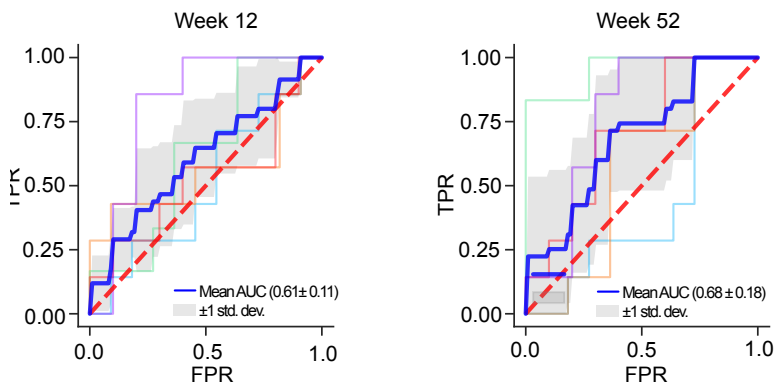 Week 12
1.00
0.75
0.50
0.25
0.00
TPR
Mean AUC (0.61± 0.11)
±1 std. dev.
0.0
0.5
1.0
FPR
Week 52
1.00
0.75
0.50
0.25
0.00
TPR
Mean AUC (0.68 ± 0.18)
±1 std. dev.
0.0
0.5
1.0
FPR